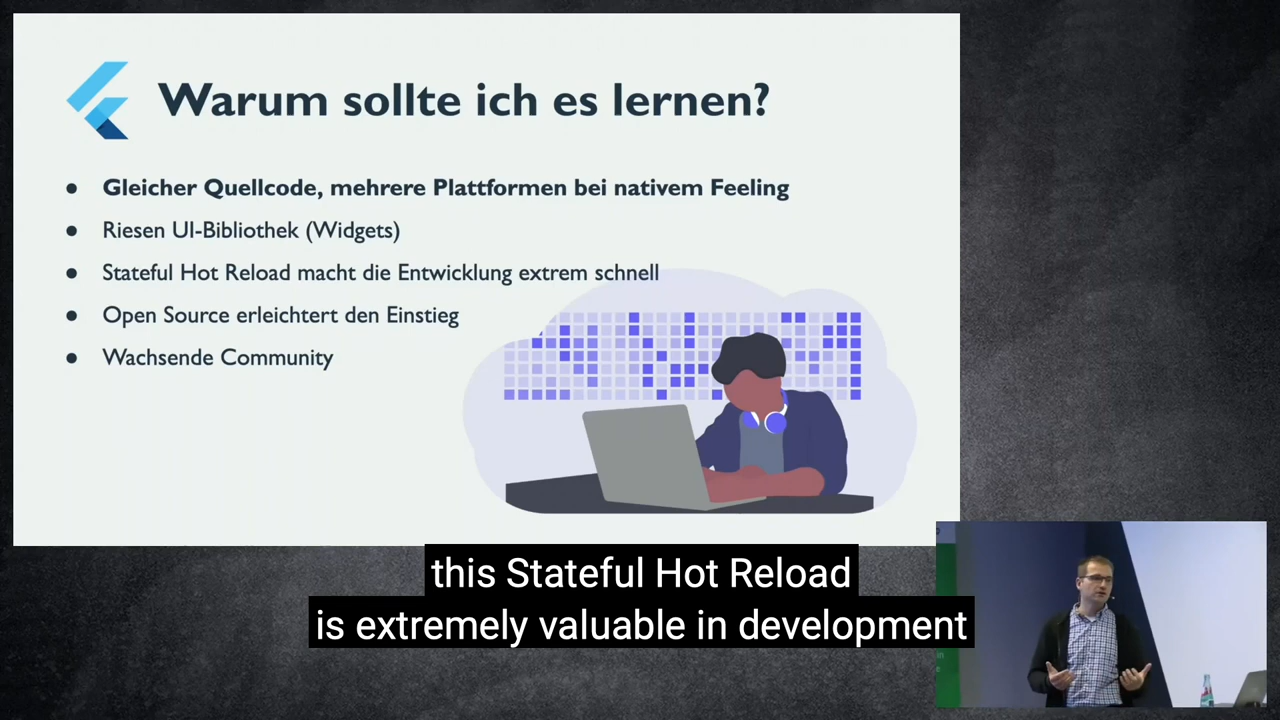 Warum sollte ich es lernen?
● Gleicher Quellcode, mehrere Plattformen bei nativem Feeling
● Riesen UI-Bibliothek (Widgets)
● Stateful Hot Reload macht die Entwicklung extrem schnell
● Open Source erleichtert den Einstieg
● Wachsende Community
this Stateful Hot Reload
is extremely valuable in development